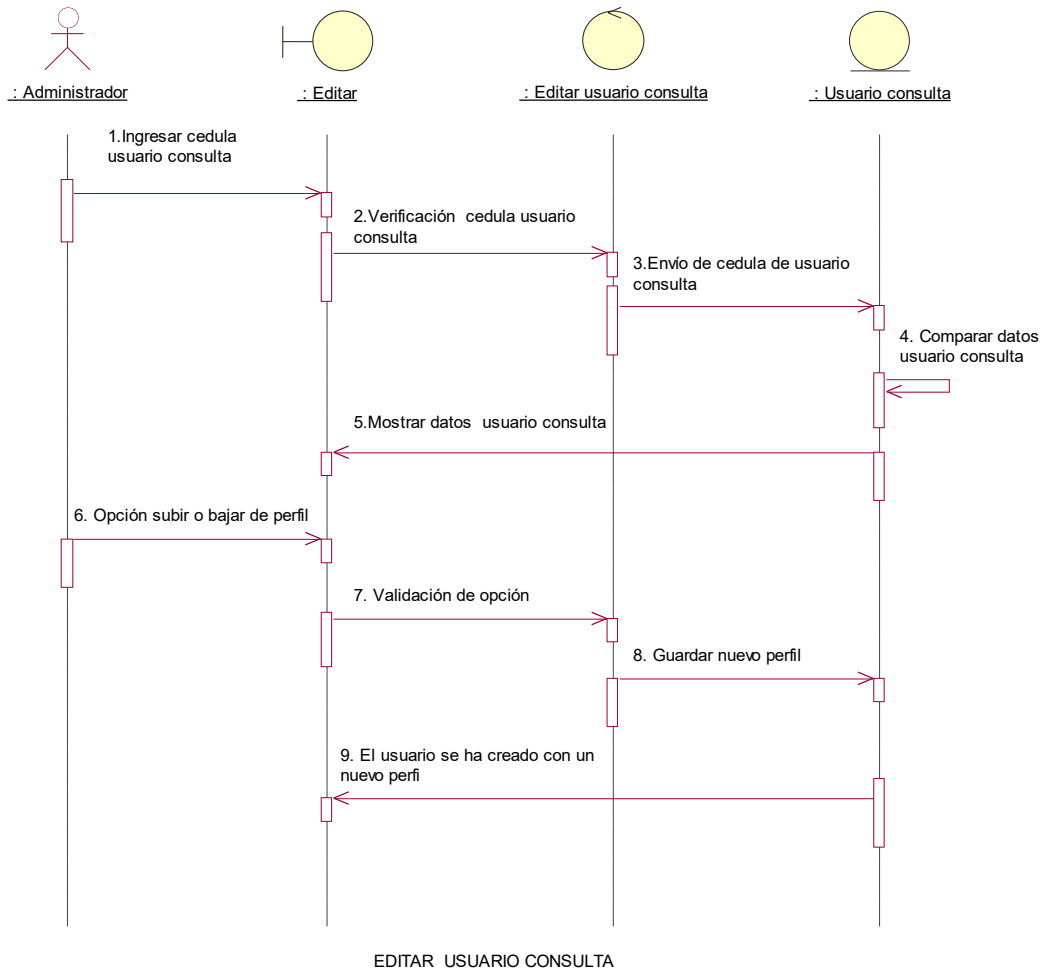 : Administrador
: Editar
: Editar usuario consulta
: Usuario consulta
1.Ingresar cedula
usuario consulta
2.Verificación cedula usuario
consulta
3.Envío de cedula de usuario
consulta
4. Comparar datos
usuario consulta
5.Mostrar datos usuario consulta
6. Opción subir o bajar de perfil
7. Validación de opción
8. Guardar nuevo perfil
9. El usuario se ha creado con un
nuevo perfi
EDITAR USUARIO CONSULTA